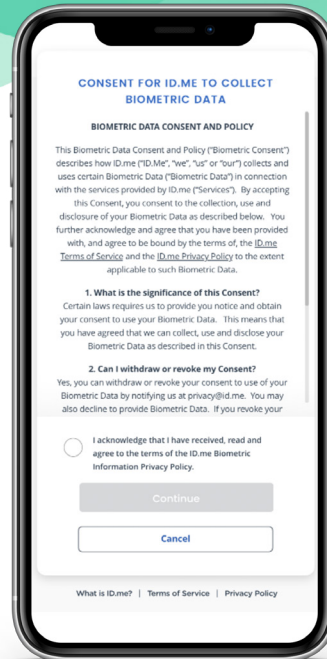 CONSENT FOR ID.ME TO COLLECT
BIOMETRIC DATA
BIOMETRIC DATA CONSENT AND POLICY
This Biometric Data Consent and Policy ("Biometric Consent")
describes how ID.me ("ID.Me", "we", "us" or "our") collects and
uses certain Biometric Data ("Biometric Data") in connection
with the services provided by ID.me ("Services"). By accepting
this Consent, you consent to the collection, use and
disclosure of your Biometric Data as described below. You
further acknowledge and agree that you have been provided
with, and agree to be bound by the terms of, the ID.me
Terms of Service and the ID.me Privacy Policy to the extent
applicable to such Biometric Data.
1. What is the significance of this Consent?
Certain laws requires us to provide you notice and obtain
your consent to use your Biometric Data. This means that
you have agreed that we can collect, use and disclose your
Biometric Data as described in this Consent.
2. Can I withdraw or revoke my Consent?
Yes, you can withdraw or revoke your consent to use of your
Biometric Data by notifying us at privacy@id.me. You may
also decline to provide Biometric Data. If you revoke your
I acknowledge that I have received, read and
agree to the terms of the ID.me Biometric
Information Privacy Policy.
Continue
Cancel
What is ID.me? | Terms of Service | Privacy Policy